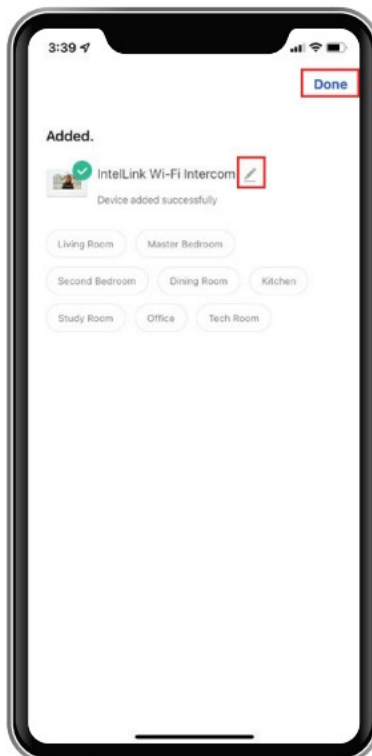 3:39
Done
Added.
IntelLink Wi-Fi Intercom
Device added successfully
Living Room
Master Bedroom
Second Bedroom
Dining Room
Kitchen
Study Room
Office
Tech Room